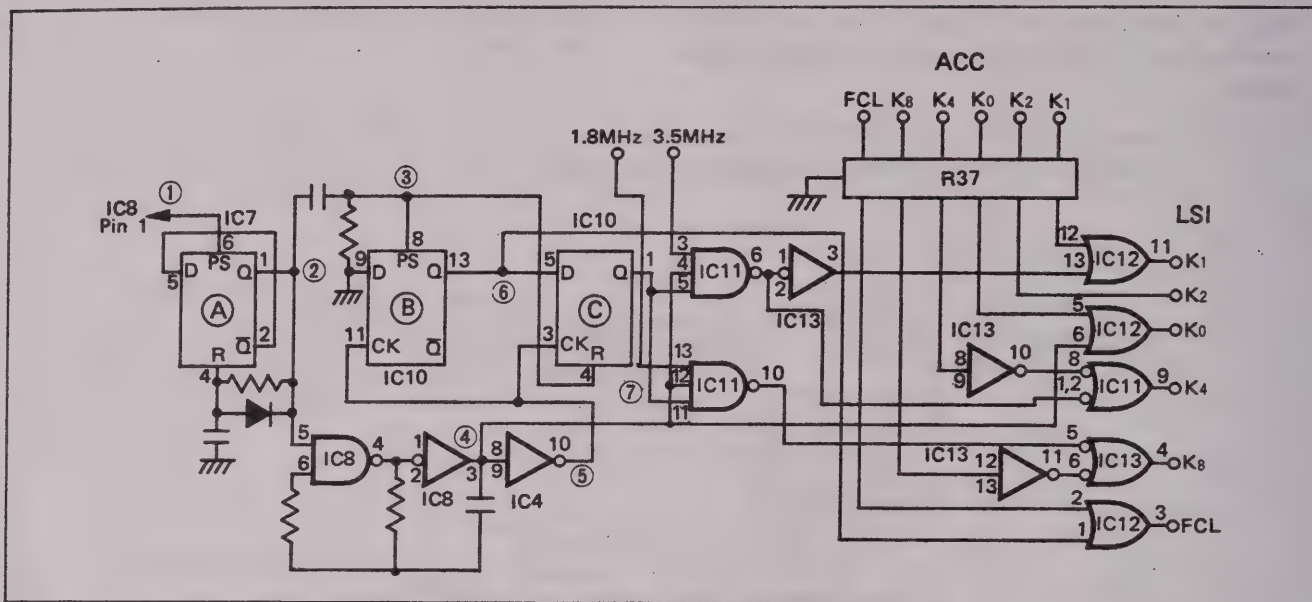 ACC
FCL K8 K4 K0 K2 K1
1.8MHz 3.5MHz
R37
LSI
① ③
IC8
Pin 1
IC7
6
5 D PS Q 1 ②
A
Q̄ 2
R
4
8
9 D PS Q 13
B
11 CK Q̄
IC10
⑥
IC10
5 D Q 1
C
3 CK R
4
⑦
3
4 IC11 6
5
1 3
2
IC13
13
12 IC11 10
11
12
13 IC12 11 K1
K2
5
6 IC12 K0
IC13
8 10
9
8
1,2 IC11 9 K4
IC13 12 11
13
5
6 IC13 4 K8
2
1 IC12 3 FCL
5
6 IC8 4
1 ④
2 3
IC8
8 10
9 ⑤
IC4